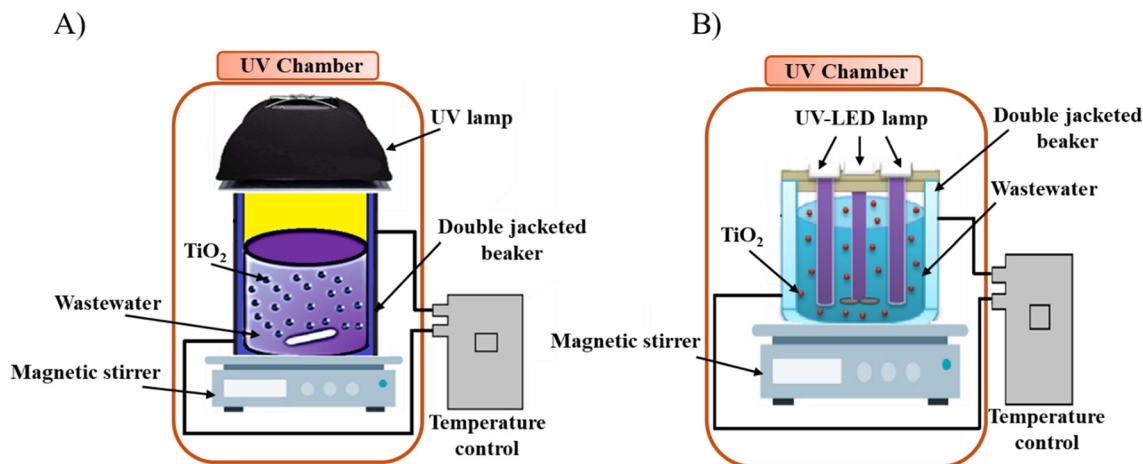 A)
UV Chamber
UV lamp
Double jacketed
beaker
TiO₂
Wastewater
Magnetic stirrer
Temperature
control
B)
UV Chamber
UV-LED lamp
Double jacketed
beaker
Wastewater
TiO₂
Magnetic stirrer
Temperature
control